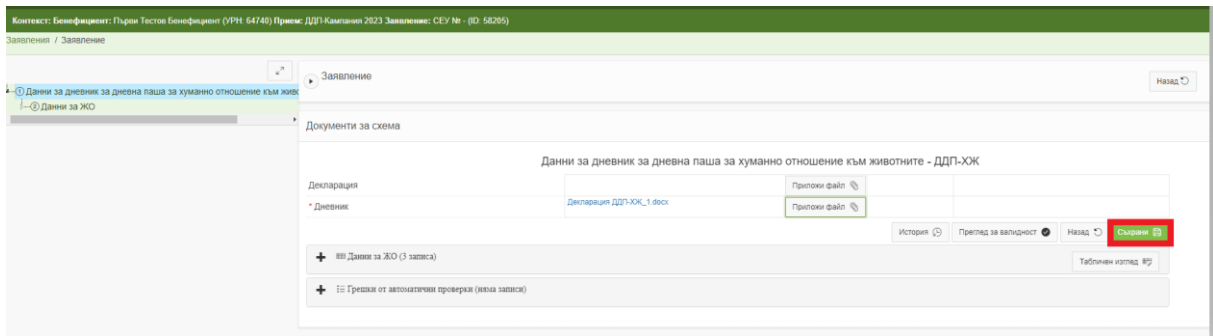 Контекст: Бенефициент: Първи Тестов Бенефициент (УРН: 64740) Прием: ДДП-Кампания 2023 Заявление: СЕУ № - (ID: 58205)
Заявления / Заявление
Заявление
Назад
1 Данни за дневник за дневна паша за хуманно отношение към живо
2 Данни за ЖО
Документи за схема
Данни за дневник за дневна паша за хуманно отношение към животните - ДДП-ХЖ
Декларация Приложи файл
* Дневник Декларация ДДП-ХЖ_1.docx Приложи файл
История Преглед за валидност Назад Съхрани
Данни за ЖО (3 записа) Табличен изглед
Грешки от автоматични проверки (няма записи)